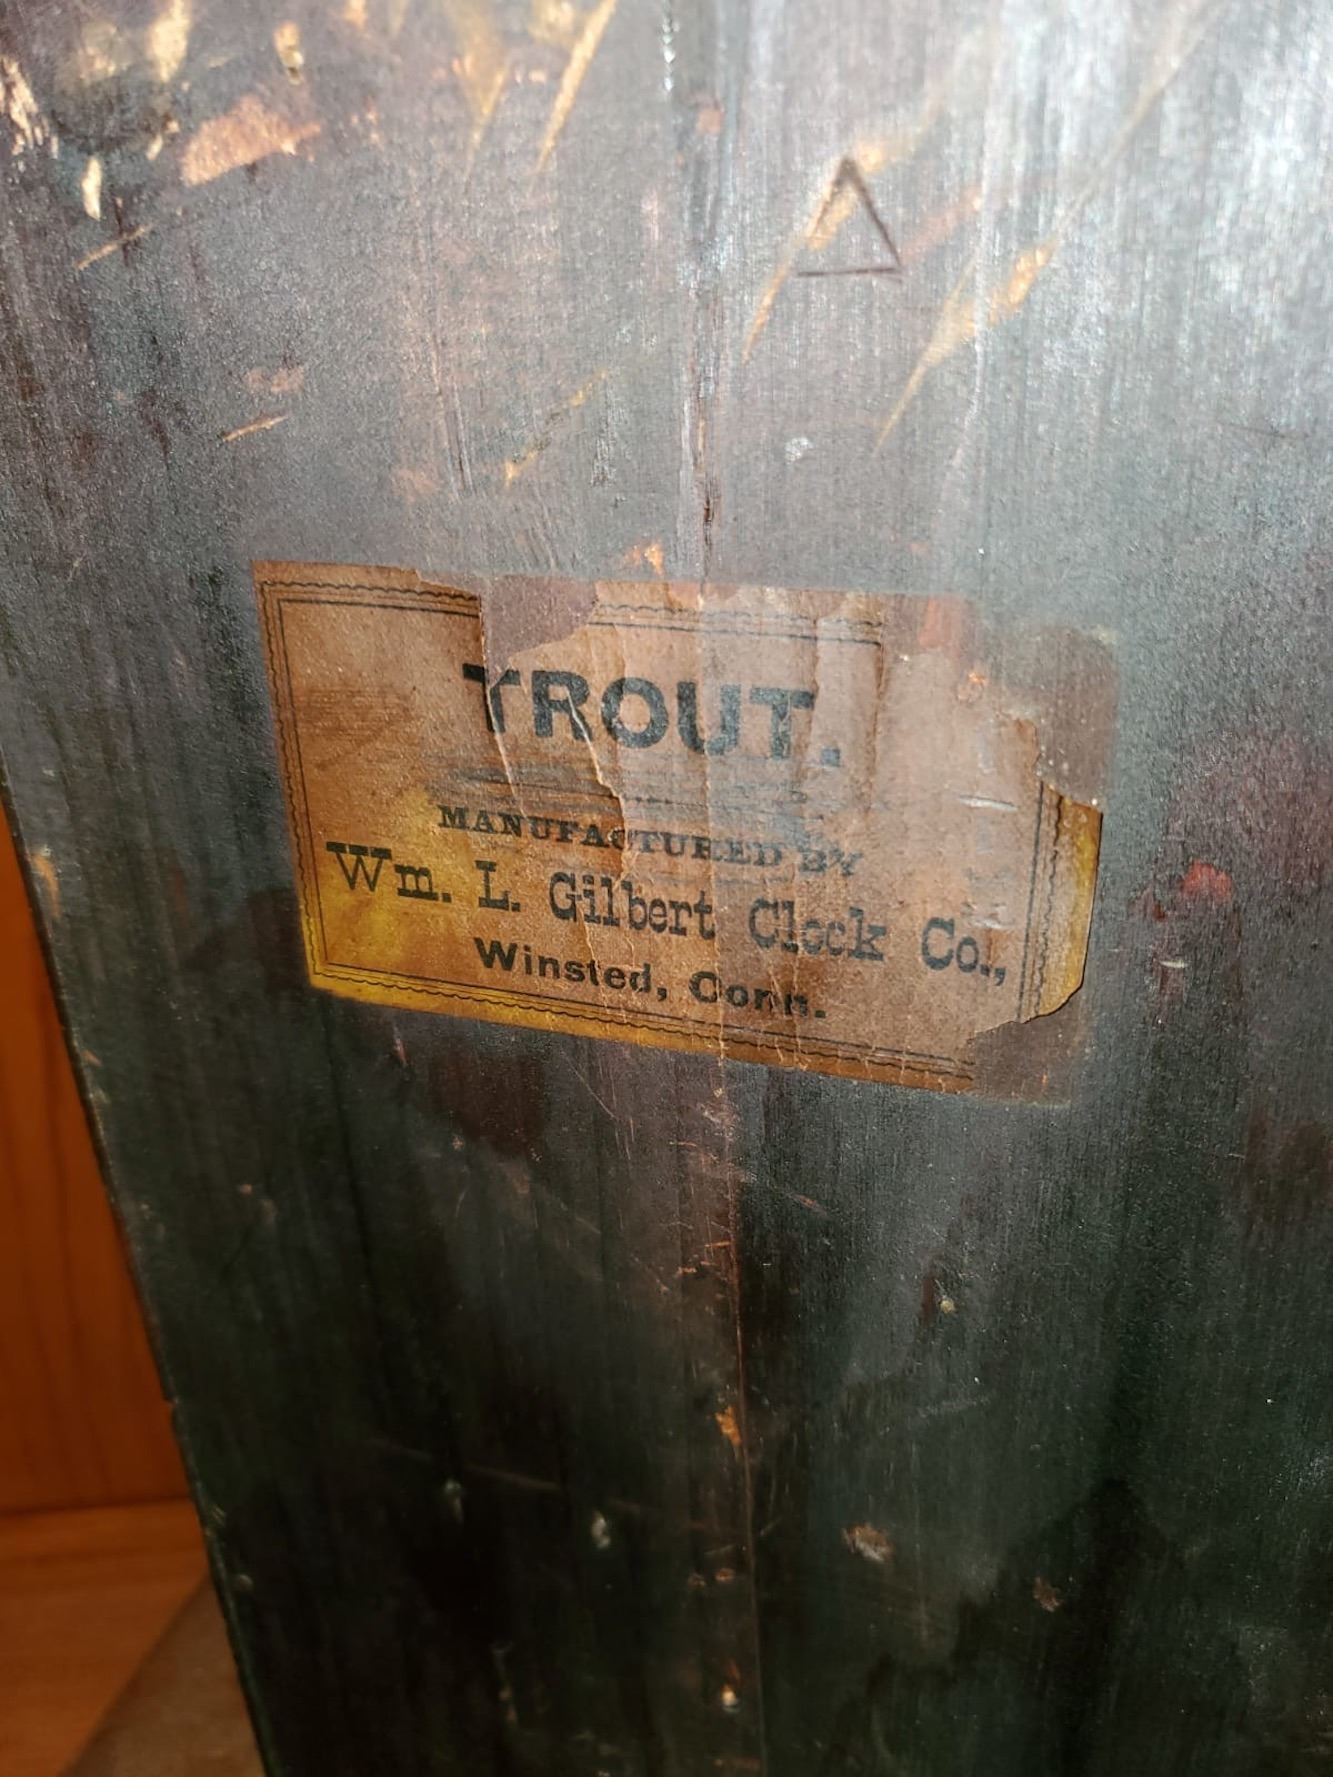 TROUT.
MANUFACTURED BY
Wm. L. Gilbert Clock Co.,
Winsted, Conn.